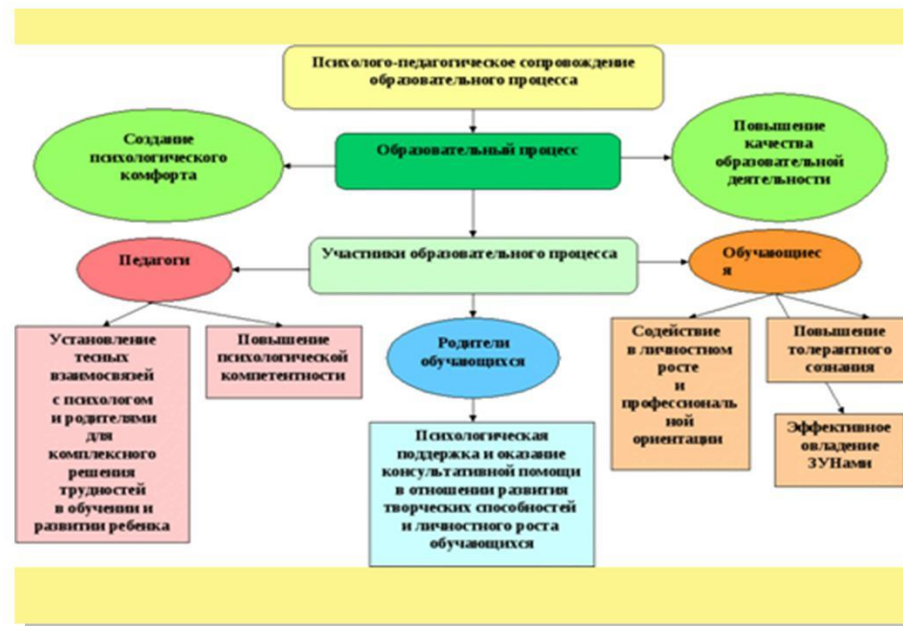 Психолого-педагогическое сопровождение
образовательного процесса
Создание
психологического
комфорта
Образовательный процесс
Повышение
качества
образовательной
деятельности
Педагоги
Участники образовательного процесса
Обучающиес
я
Установление
тесных
взаимосвязей
с психологом
и родителями
для
комплексного
решения
трудностей
в обучении и
развитии ребенка
Повышение
психологической
компетентности
Родители
обучающихся
Психологическая
поддержка и оказание
консультативной помощи
в отношении развития
творческих способностей
и личностного роста
обучающихся
Содействие
в личностном
росте
и
профессиональ
ной
ориентации
Повышение
толерантного
сознания
Эффективное
овладение
ЗУНами